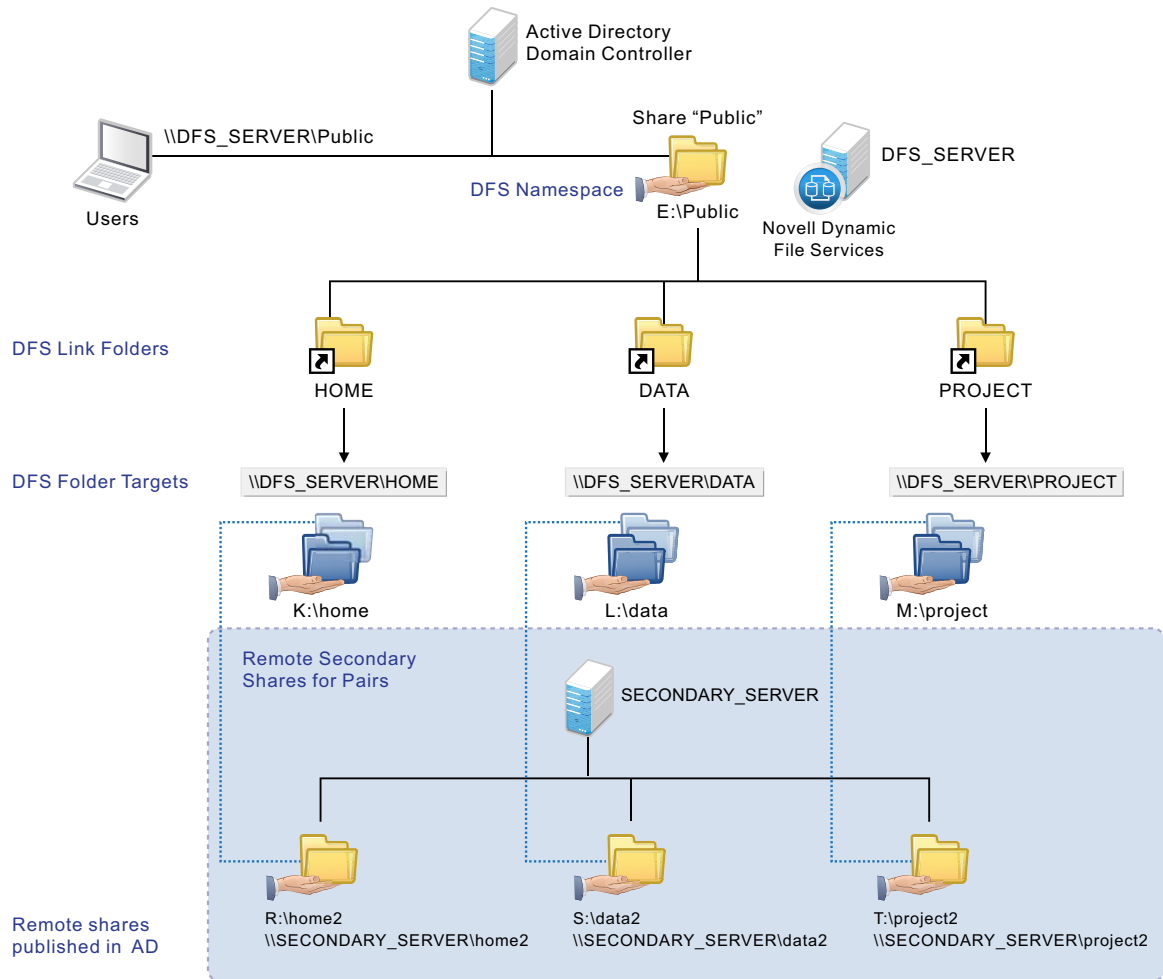 Active Directory
Domain Controller
\\DFS_SERVER\Public
Share “Public”
DFS_SERVER
DFS Namespace
Users
E:\Public
Novell Dynamic
File Services
DFS Link Folders
HOME
DATA
PROJECT
DFS Folder Targets
\\DFS_SERVER\HOME
\\DFS_SERVER\DATA
\\DFS_SERVER\PROJECT
K:\home
L:\data
M:\project
Remote Secondary
Shares for Pairs
SECONDARY_SERVER
Remote shares
published in AD
R:\home2
\\SECONDARY_SERVER\home2
S:\data2
\\SECONDARY_SERVER\data2
T:\project2
\\SECONDARY_SERVER\project2